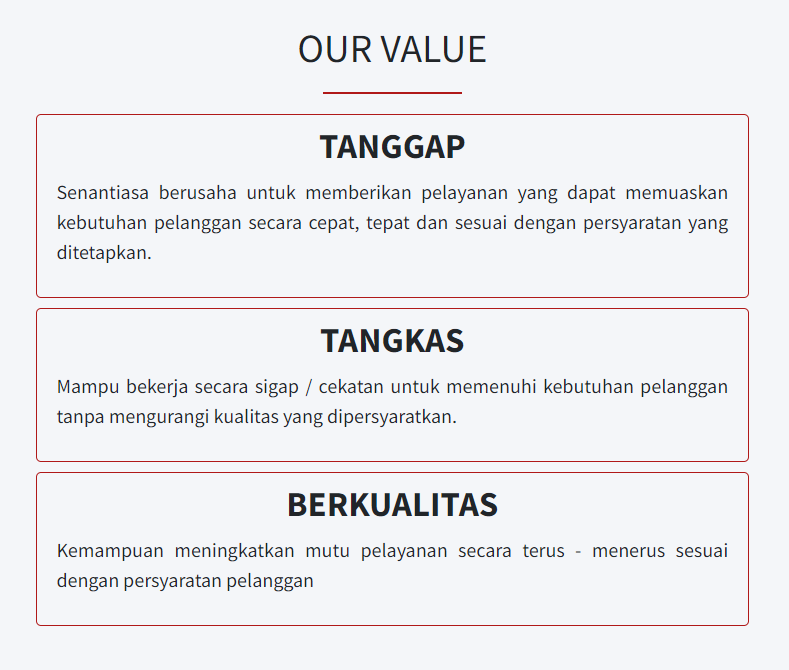 OUR VALUE
TANGGAP
Senantiasa berusaha untuk memberikan pelayanan yang dapat memuaskan
kebutuhan pelanggan secara cepat, tepat dan sesuai dengan persyaratan yang
ditetapkan.
TANGKAS
Mampu bekerja secara sigap / cekatan untuk memenuhi kebutuhan pelanggan
tanpa mengurangi kualitas yang dipersyaratkan.
BERKUALITAS
Kemampuan meningkatkan mutu pelayanan secara terus - menerus sesuai
dengan persyaratan pelanggan